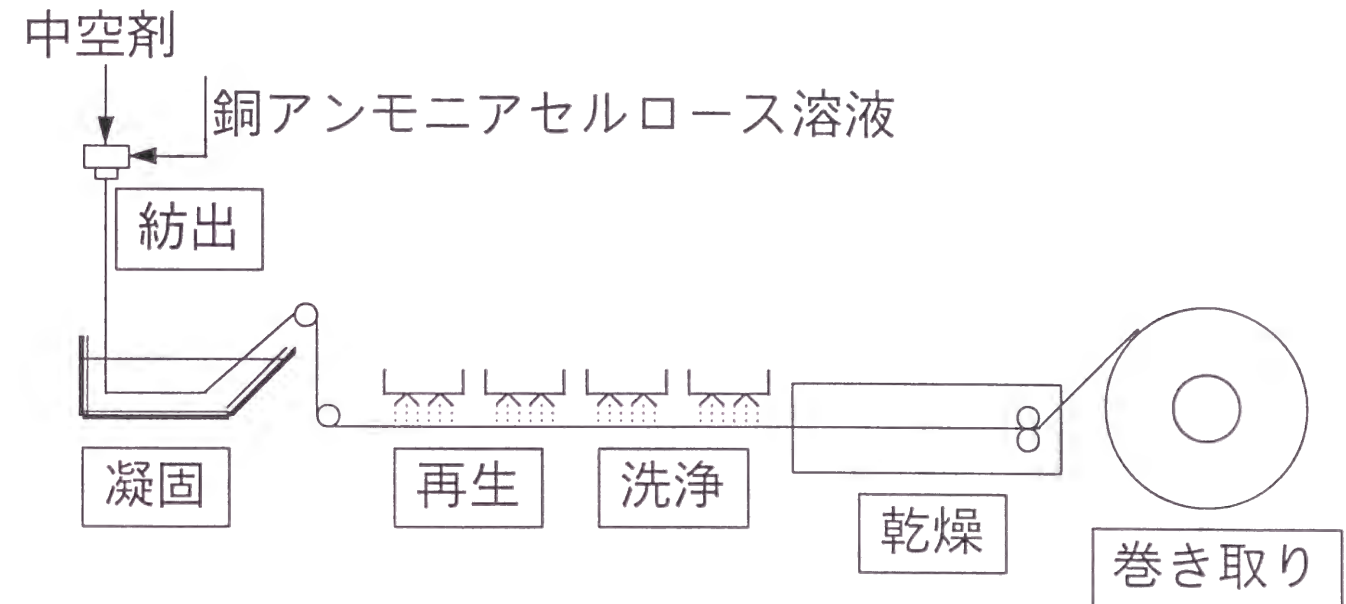 中空剤
銅アンモニアセルロース溶液
紡出
凝固
再生
洗浄
乾燥
巻き取り